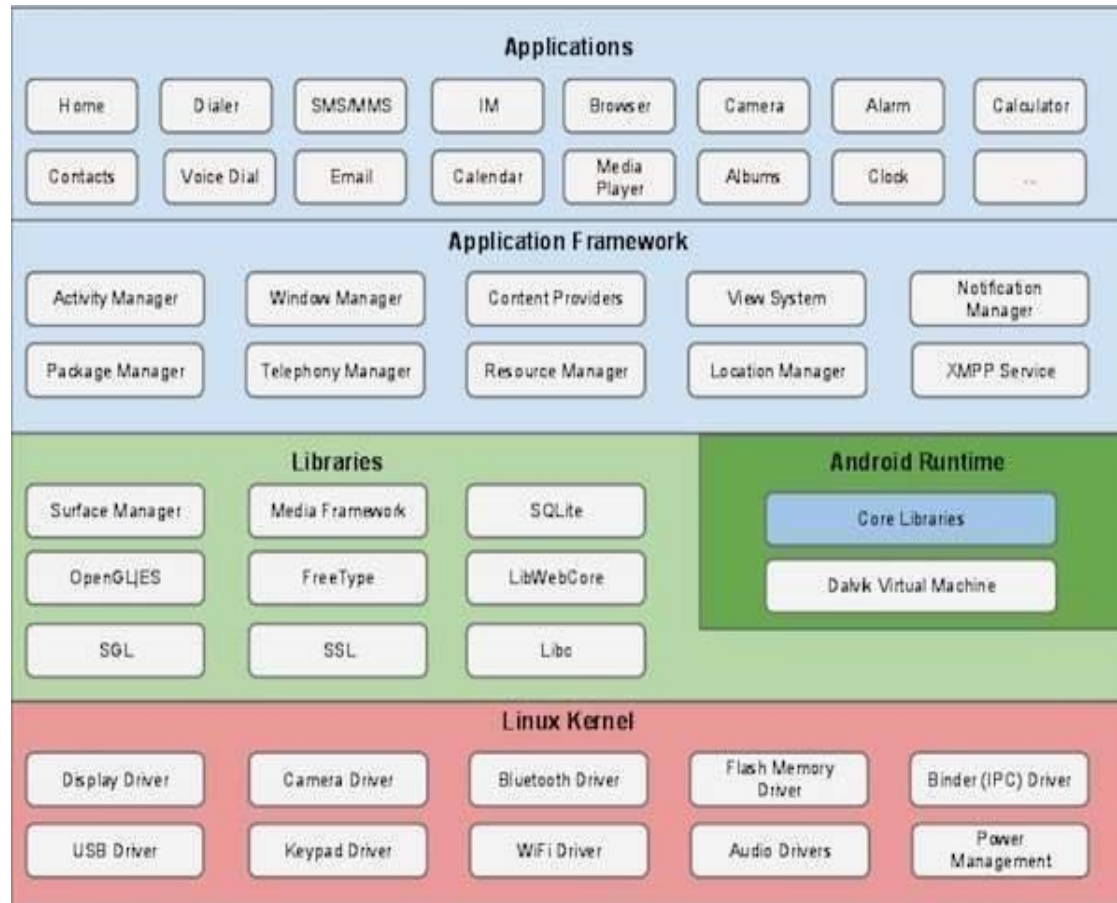 Applications
Home
Dialer
SMS/MMS
IM
Browser
Camera
Alarm
Calculator
Contacts
Voice Dial
Email
Calendar
Media
Player
Albums
Clock
...
Application Framework
Activity Manager
Window Manager
Content Providers
View System
Notification
Manager
Package Manager
Telephony Manager
Resource Manager
Location Manager
XMPP Service
Libraries
Surface Manager
Media Framework
SQLite
OpenGL|ES
FreeType
LibWebCore
SGL
SSL
Libc
Android Runtime
Core Libraries
Dalvik Virtual Machine
Linux Kernel
Display Driver
Camera Driver
Bluetooth Driver
Flash Memory
Driver
Binder (IPC) Driver
USB Driver
Keypad Driver
WiFi Driver
Audio Drivers
Power
Management